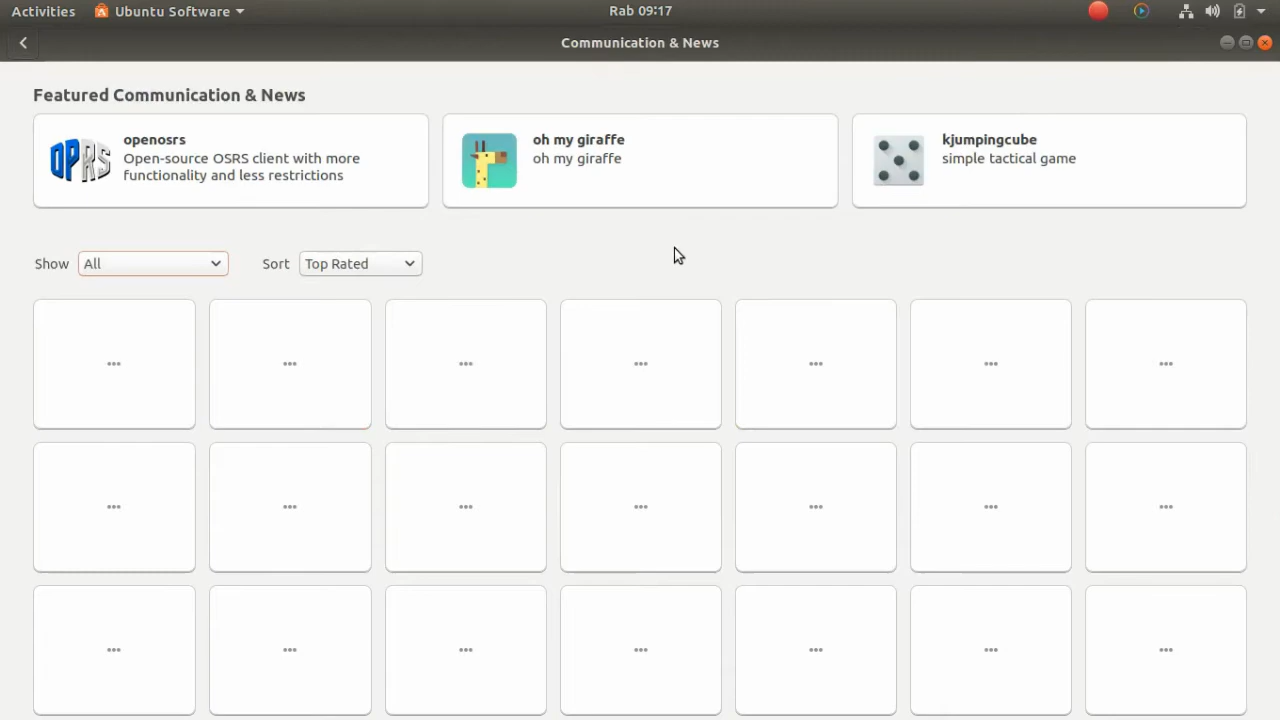 Activities
Ubuntu Software
Rab 09:17
Communication & News
Featured Communication & News
OPRS
openosrs
Open-source OSRS client with more
functionality and less restrictions
oh my giraffe
oh my giraffe
kjumpingcube
simple tactical game
Show
All
Sort
Top Rated